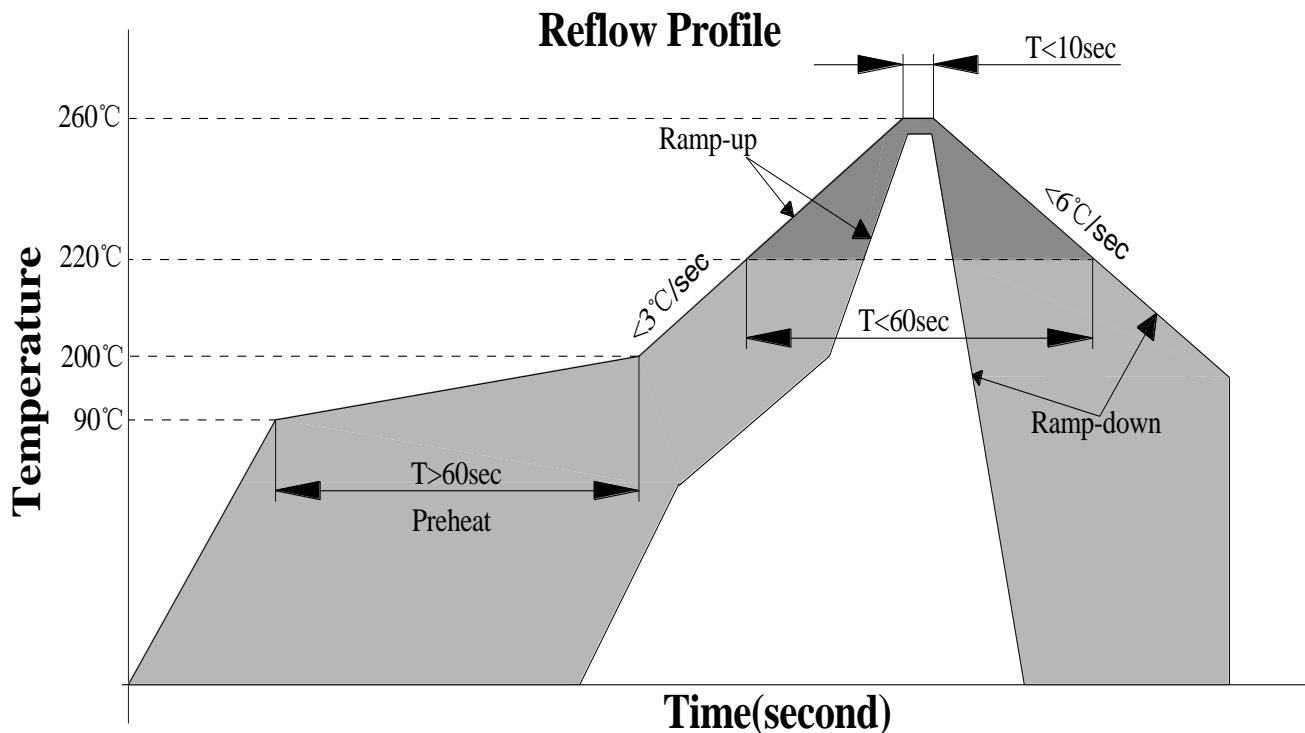 Reflow Profile
T<10sec
260℃
Ramp-up
<6℃/sec
220℃
<3℃/sec
T<60sec
200℃
90℃
Ramp-down
T>60sec
Preheat
Temperature
Time(second)